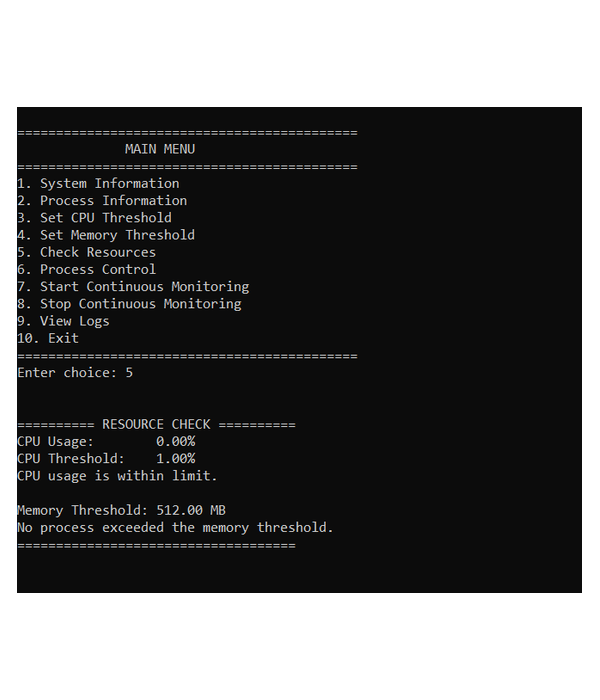 ============================================
MAIN MENU
============================================
1. System Information
2. Process Information
3. Set CPU Threshold
4. Set Memory Threshold
5. Check Resources
6. Process Control
7. Start Continuous Monitoring
8. Stop Continuous Monitoring
9. View Logs
10. Exit
============================================
Enter choice: 5
========== RESOURCE CHECK ==========
CPU Usage:        0.00%
CPU Threshold:    1.00%
CPU usage is within limit.
Memory Threshold: 512.00 MB
No process exceeded the memory threshold.
====================================